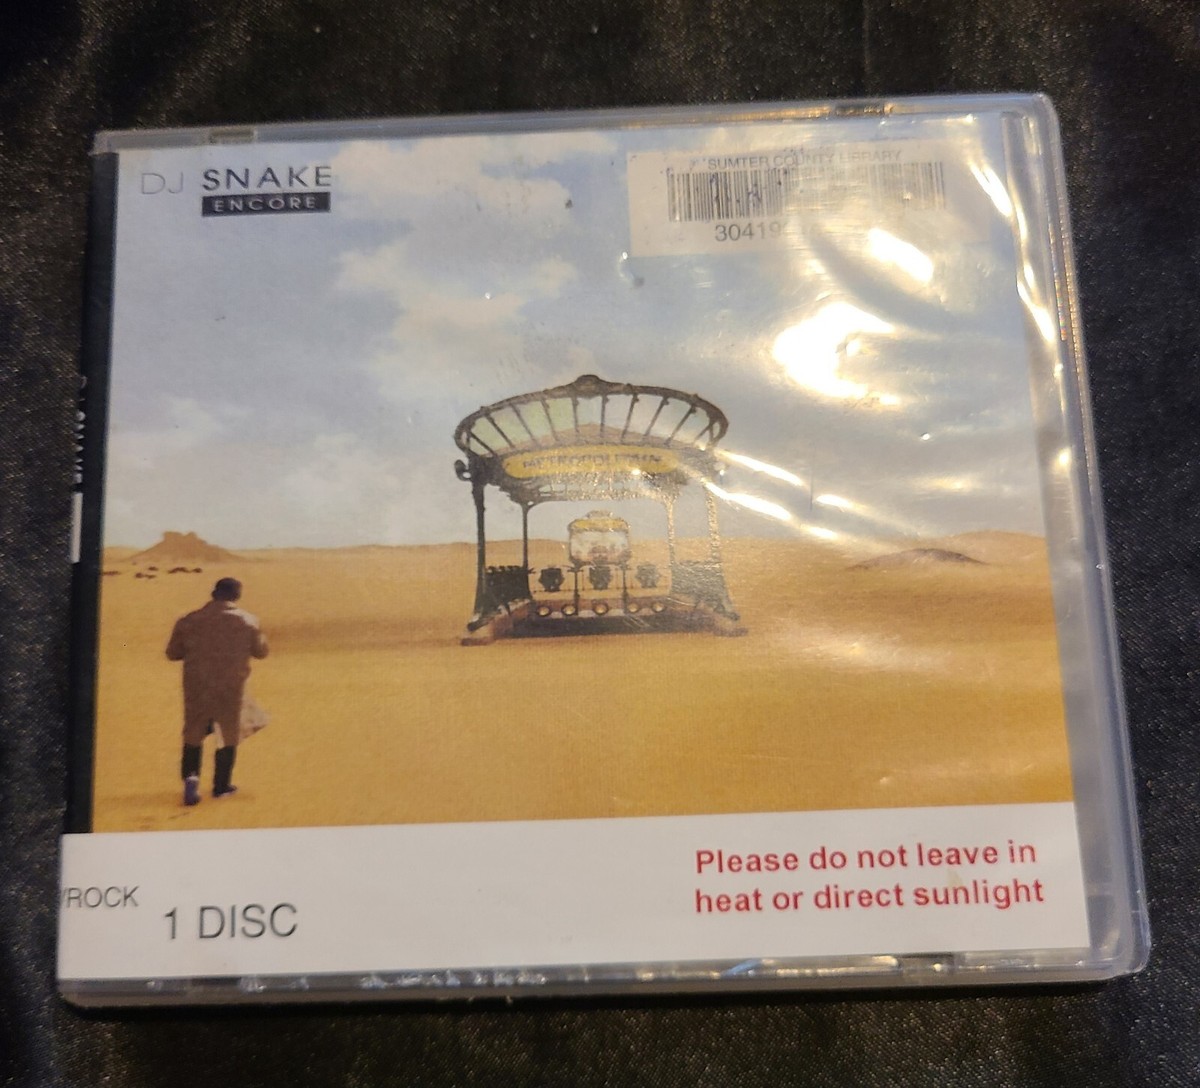 DJ SNAKE
ENCORE
SUMTER COUNTY LIBRARY
30419
METROPOLITAIN
/ROCK
1 DISC
Please do not leave in
heat or direct sunlight